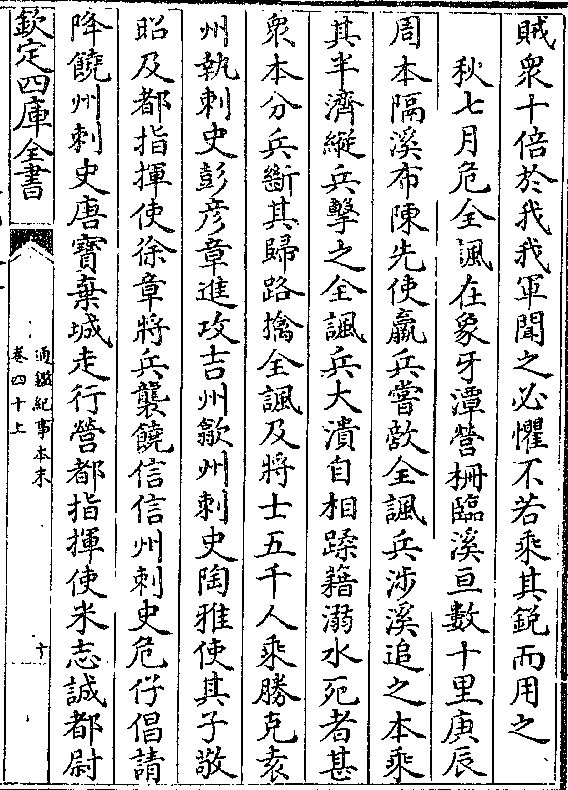 賊衆十倍於我我軍聞之必懼不若乘其銳而用之
秋七月危全諷在象牙潭營柵臨溪亘數十里庚辰
周本隔溪布陳先使羸兵嘗敵全諷兵涉溪追之本乘
其半濟縱兵擊之全諷兵大潰自相蹂藉溺水死者甚
衆本分兵斷其歸路擒全諷及將士五千人乘勝克袁
州執刺史彭彦章進攻吉州歙州刺史陶雅使其子敬
昭及都指揮使徐章將兵襲饒信信州刺史危仔倡請
降饒州刺史唐寶棄城走行營都指揮使米志誠都尉
欽定四庫全書
通鑑紀事本末
卷四十上
十